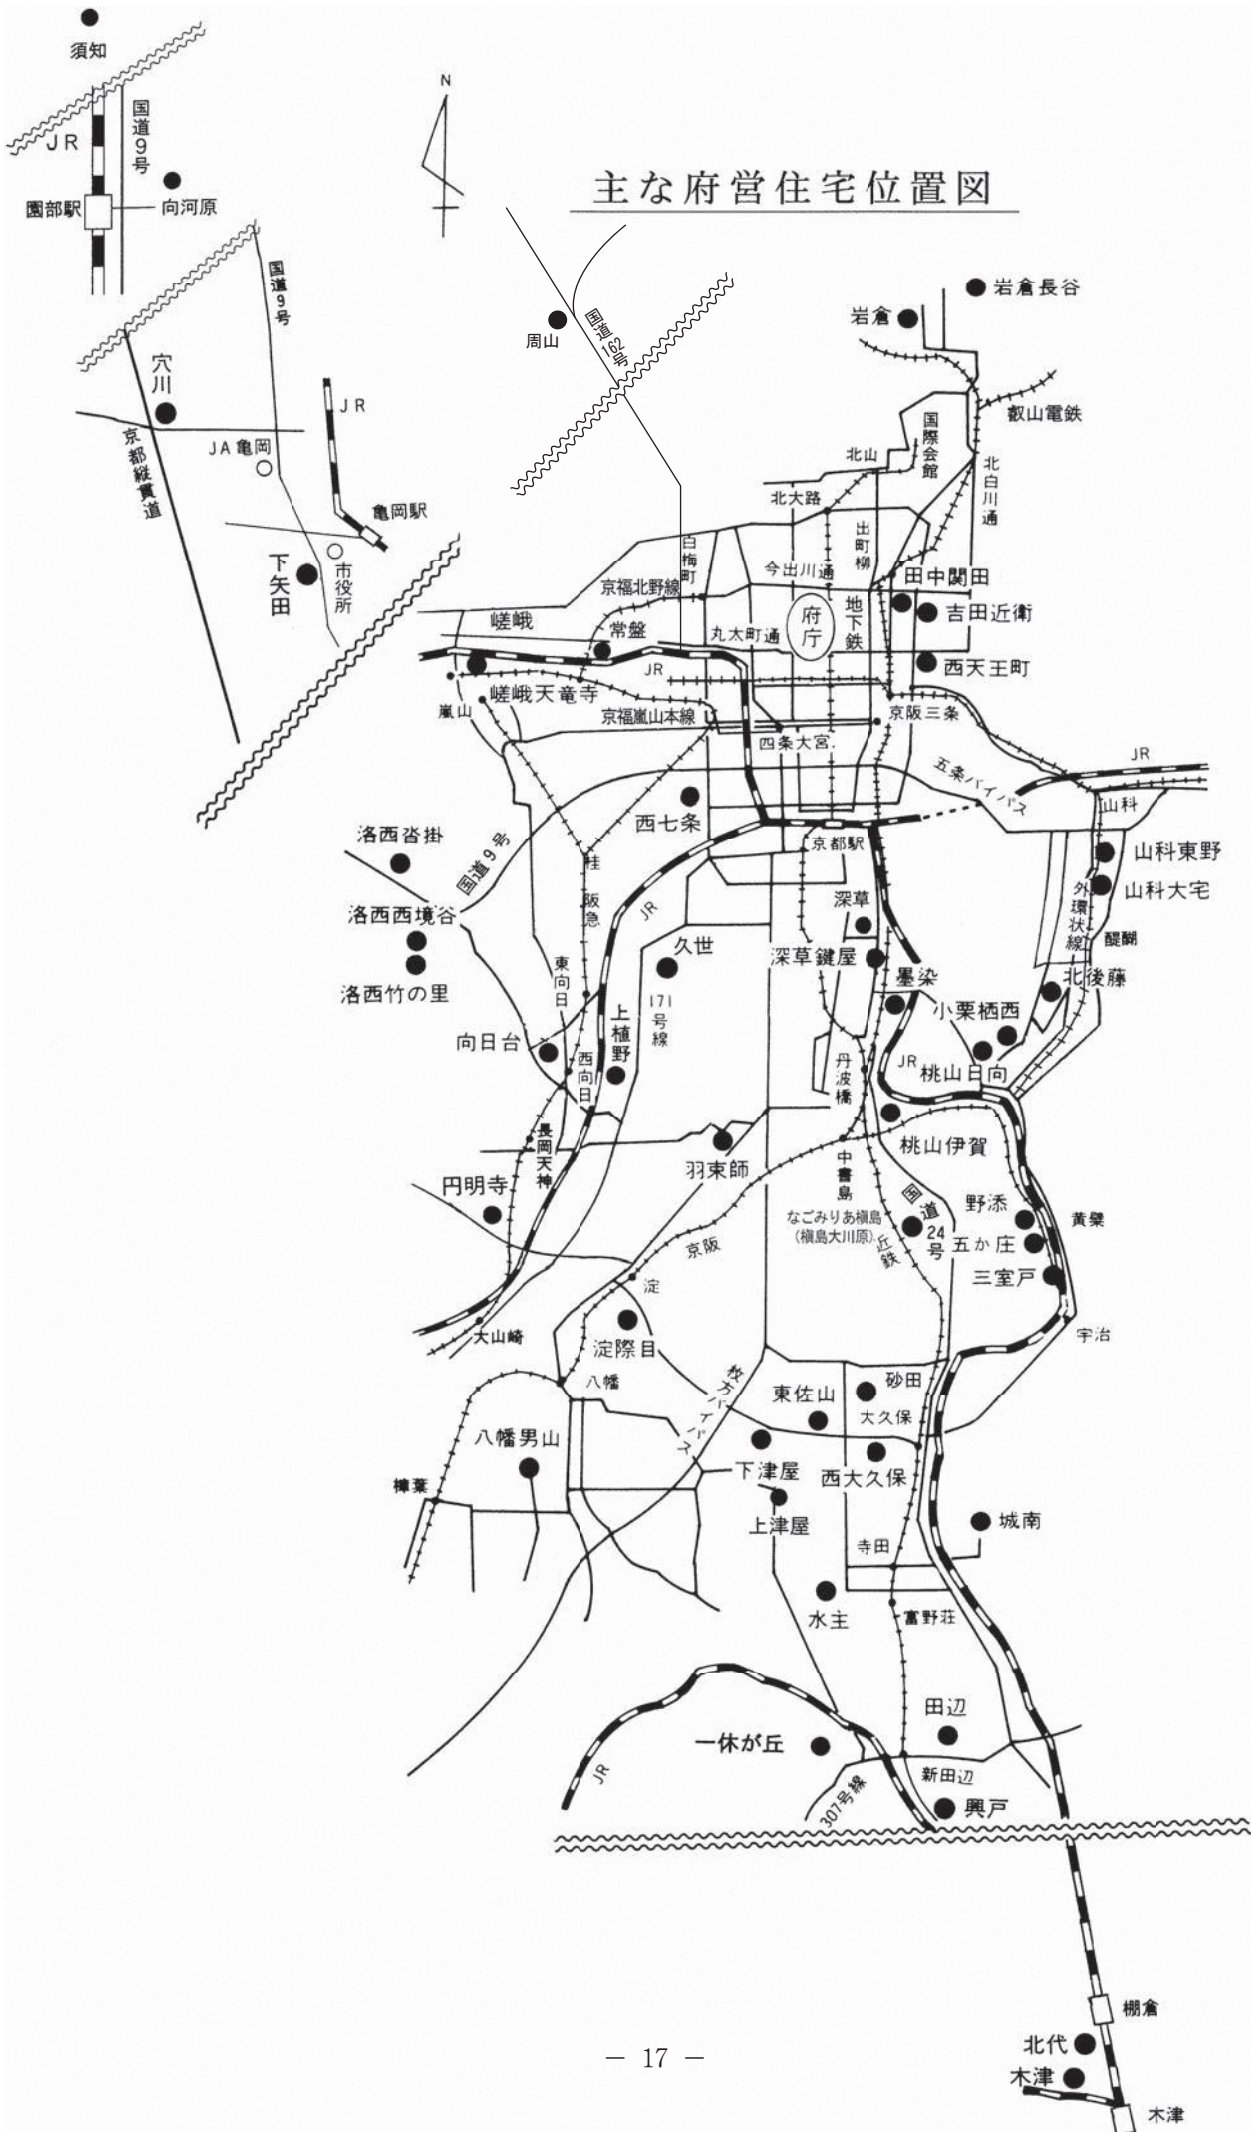 須知
JR
国道9号
園部駅
向河原
N
主な府営住宅位置図
国道9号
穴川
JR
JA亀岡
京都縦貫道
亀岡駅
下矢田
市役所
周山
国道162号
岩倉長谷
岩倉
叡山電鉄
国際会館
北山
北大路
北白川通
出町柳
白梅町
今出川通
田中関田
京福北野線
府庁
地下鉄
吉田近衛
嵯峨
常盤
丸太町通
JR
西天王町
嵯峨天竜寺
嵐山
京福嵐山本線
京阪三条
四条大宮
JR
五条バイパス
山科
西七条
京都駅
洛西沓掛
国道9号
桂
山科東野
山科大宅
阪急
JR
深草
外環状線
洛西西境谷
醍醐
久世
深草鍵屋
洛西竹の里
東向日
墨染
北後藤
171号線
小栗栖西
上植野
向日台
西向日
丹波橋
JR
桃山日向
長岡天神
羽束師
中書島
桃山伊賀
円明寺
国道24号
野添
黄檗
なごみりあ槇島
(槇島大川原)
近鉄
京阪
五か庄
三室戸
淀
大山崎
宇治
淀際目
八幡
枚方バイパス
砂田
東佐山
大久保
八幡男山
下津屋
西大久保
樟葉
上津屋
城南
寺田
水主
富野荘
田辺
一休が丘
JR
新田辺
307号線
興戸
棚倉
北代
木津
木津
― 17 ―